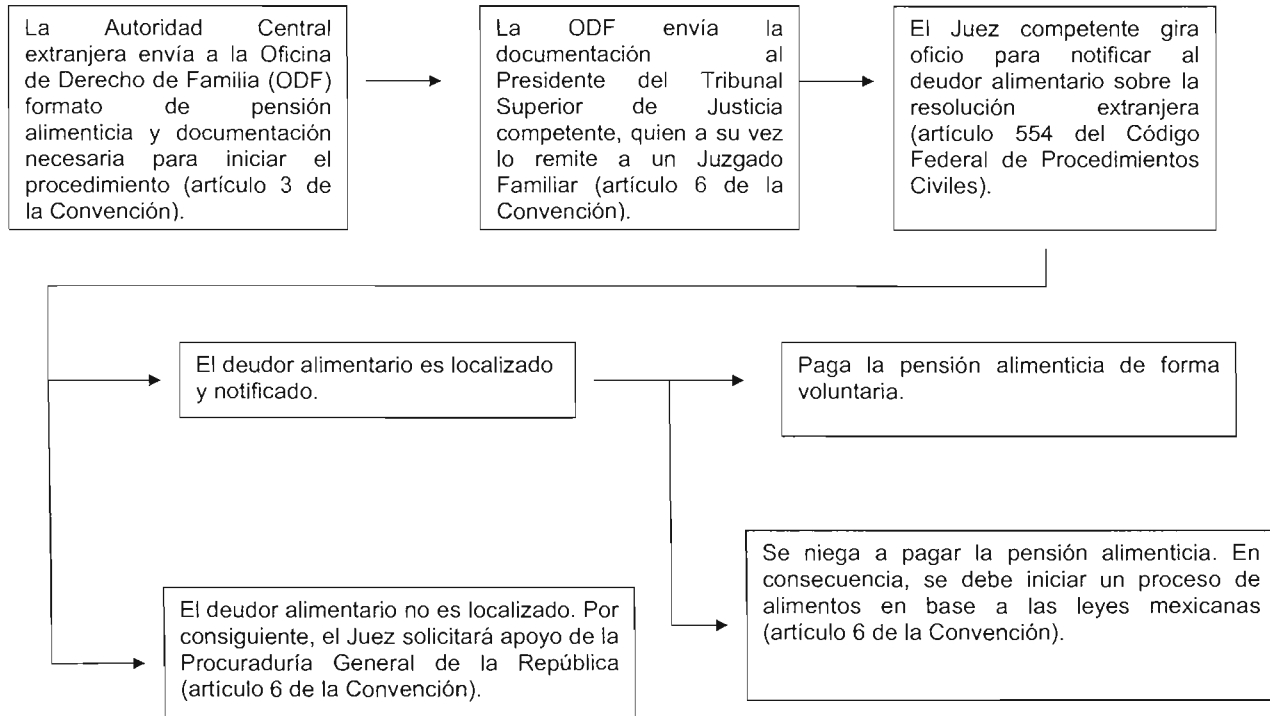 La Autoridad Central
extranjera envía a la Oficina
de Derecho de Familia (ODF)
formato de pensión
alimenticia y documentación
necesaria para iniciar el
procedimiento (artículo 3 de
la Convención).
La ODF envía la
documentación al
Presidente del Tribunal
Superior de Justicia
competente, quien a su vez
lo remite a un Juzgado
Familiar (artículo 6 de la
Convención).
El Juez competente gira
oficio para notificar al
deudor alimentario sobre la
resolución extranjera
(artículo 554 del Código
Federal de Procedimientos
Civiles).
El deudor alimentario es localizado
y notificado.
Paga la pensión alimenticia de forma
voluntaria.
El deudor alimentario no es localizado. Por
consiguiente, el Juez solicitará apoyo de la
Procuraduría General de la República
(artículo 6 de la Convención).
Se niega a pagar la pensión alimenticia. En
consecuencia, se debe iniciar un proceso de
alimentos en base a las leyes mexicanas
(artículo 6 de la Convención).